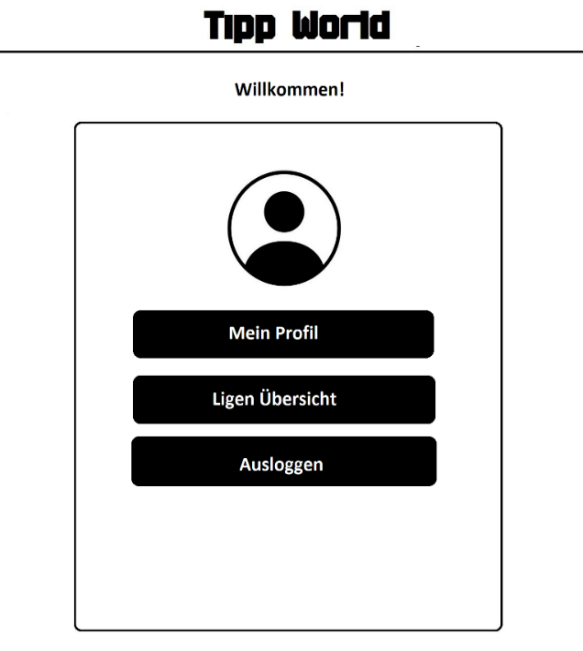 Tipp World
Willkommen!
Mein Profil
Ligen Übersicht
Ausloggen